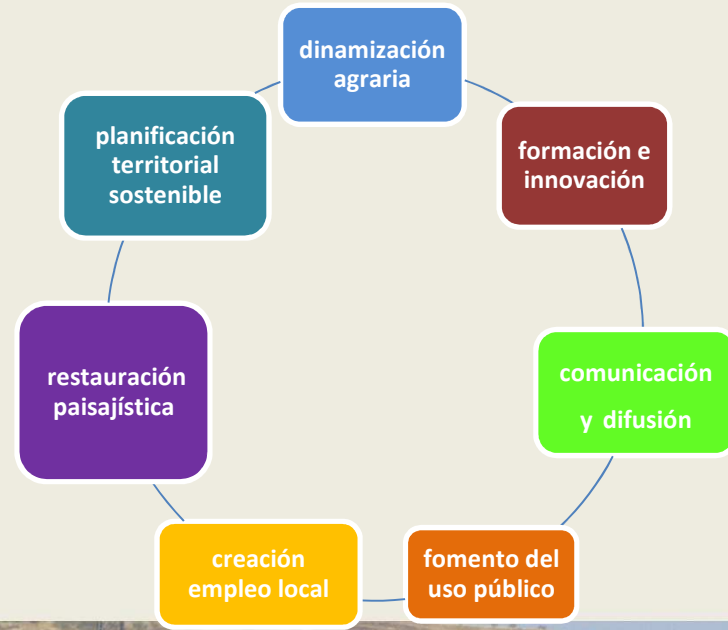 dinamización
agraria
formación e
innovación
comunicación
y difusión
fomento del
uso público
creación
empleo local
restauración
paisajística
planificación
territorial
sostenible